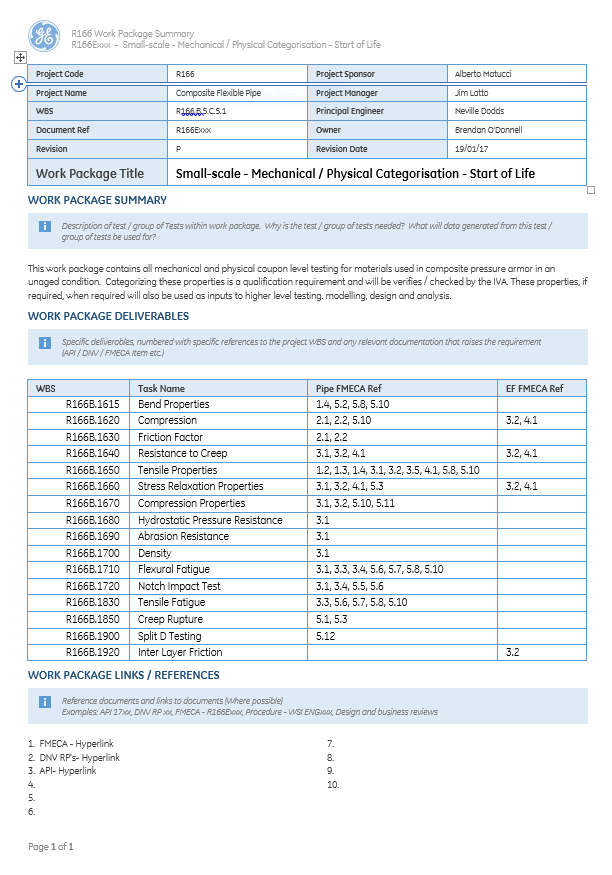 R166 Work Package Summary
R166Exxx - Small-scale - Mechanical / Physical Categorisation - Start of Life
Project Code R166 Project Sponsor Alberto Matucci
Project Name Composite Flexible Pipe Project Manager Jim Latto
WBS R166.B.5.C.5.1 Principal Engineer Neville Dodds
Document Ref R166Exxx Owner Brendan O'Donnell
Revision P Revision Date 19/01/17
Work Package Title Small-scale - Mechanical / Physical Categorisation - Start of Life
WORK PACKAGE SUMMARY
Description of test / group of Tests within work package. Why is the test / group of tests needed? What will data generated from this test /
group of tests be used for?
This work package contains all mechanical and physical coupon level testing for materials used in composite pressure armor in an
unaged condition. Categorizing these properties is a qualification requirement and will be verifies / checked by the IVA. These properties, if
required, when required will also be used as inputs to higher level testing. modelling, design and analysis.
WORK PACKAGE DELIVERABLES
Specific deliverables, numbered with specific references to the project WBS and any relevant documentation that raises the requirement
(API / DNV / FMECA item etc.)
WBS Task Name Pipe FMECA Ref EF FMECA Ref
R166B.1615 Bend Properties 1.4, 5.2, 5.8, 5.10
R166B.1620 Compression 2.1, 2.2, 5.10 3.2, 4.1
R166B.1630 Friction Factor 2.1, 2.2
R166B.1640 Resistance to Creep 3.1, 3.2, 4.1 3.2, 4.1
R166B.1650 Tensile Properties 1.2, 1.3, 1.4, 3.1, 3.2, 3.5, 4.1, 5.8, 5.10
R166B.1660 Stress Relaxation Properties 3.1, 3.2, 4.1, 5.3 3.2, 4.1
R166B.1670 Compression Properties 3.1, 3.2, 5.10, 5.11
R166B.1680 Hydrostatic Pressure Resistance 3.1
R166B.1690 Abrasion Resistance 3.1
R166B.1700 Density 3.1
R166B.1710 Flexural Fatigue 3.1, 3.3, 3.4, 5.6, 5.7, 5.8, 5.10
R166B.1720 Notch Impact Test 3.1, 3.4, 5.5, 5.6
R166B.1830 Tensile Fatigue 3.3, 5.6, 5.7, 5.8, 5.10
R166B.1850 Creep Rupture 5.1, 5.3
R166B.1900 Split D Testing 5.12
R166B.1920 Inter Layer Friction 3.2
WORK PACKAGE LINKS / REFERENCES
Reference documents and links to documents (Where possible)
Examples: API 17xx, DNV RP xx, FMECA - R166Exxx, Procedure - WSI ENGxxx, Design and business reviews
1. FMECA - Hyperlink
2. DNV RP's- Hyperlink
3. API- Hyperlink
4.
5.
6.
7.
8.
9.
10.
Page 1 of 1